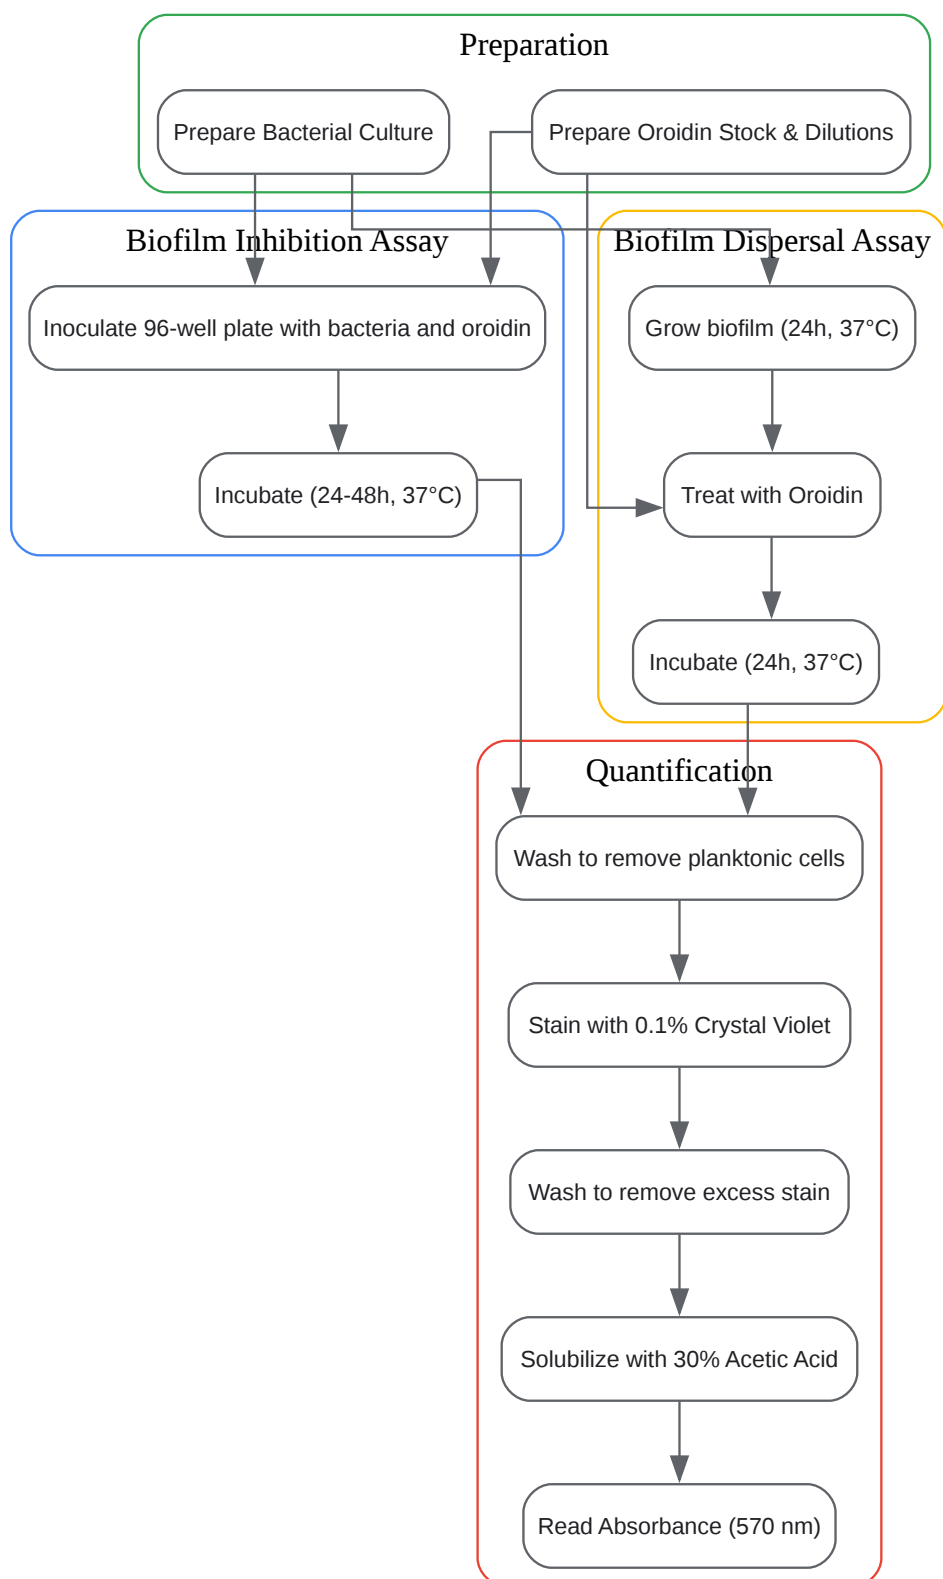 Preparation
Prepare Bacterial Culture
Prepare Oroidin Stock & Dilutions
Biofilm Inhibition Assay
Inoculate 96-well plate with bacteria and oroidin
Incubate (24-48h, 37°C)
Biofilm Dispersal Assay
Grow biofilm (24h, 37°C)
Treat with Oroidin
Incubate (24h, 37°C)
Quantification
Wash to remove planktonic cells
Stain with 0.1% Crystal Violet
Wash to remove excess stain
Solubilize with 30% Acetic Acid
Read Absorbance (570 nm)